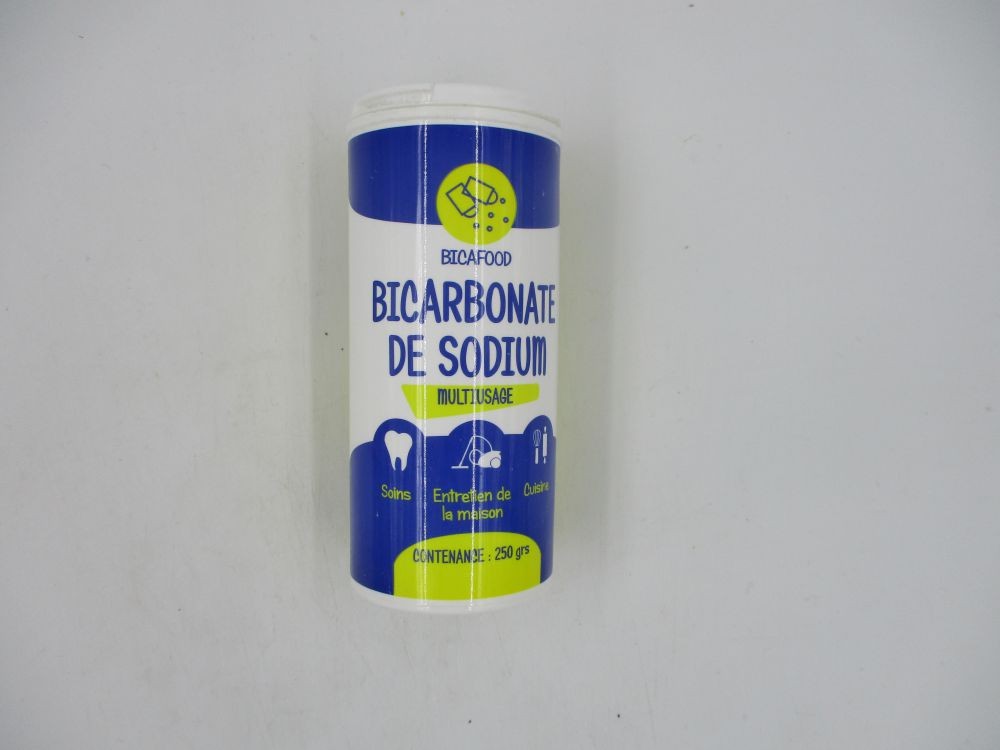 BICAFOOD
BICARBONATE
DE SODIUM
MULTIUSAGE
Soins
Entretien de
la maison
Cuisine
CONTENANCE : 250 grs